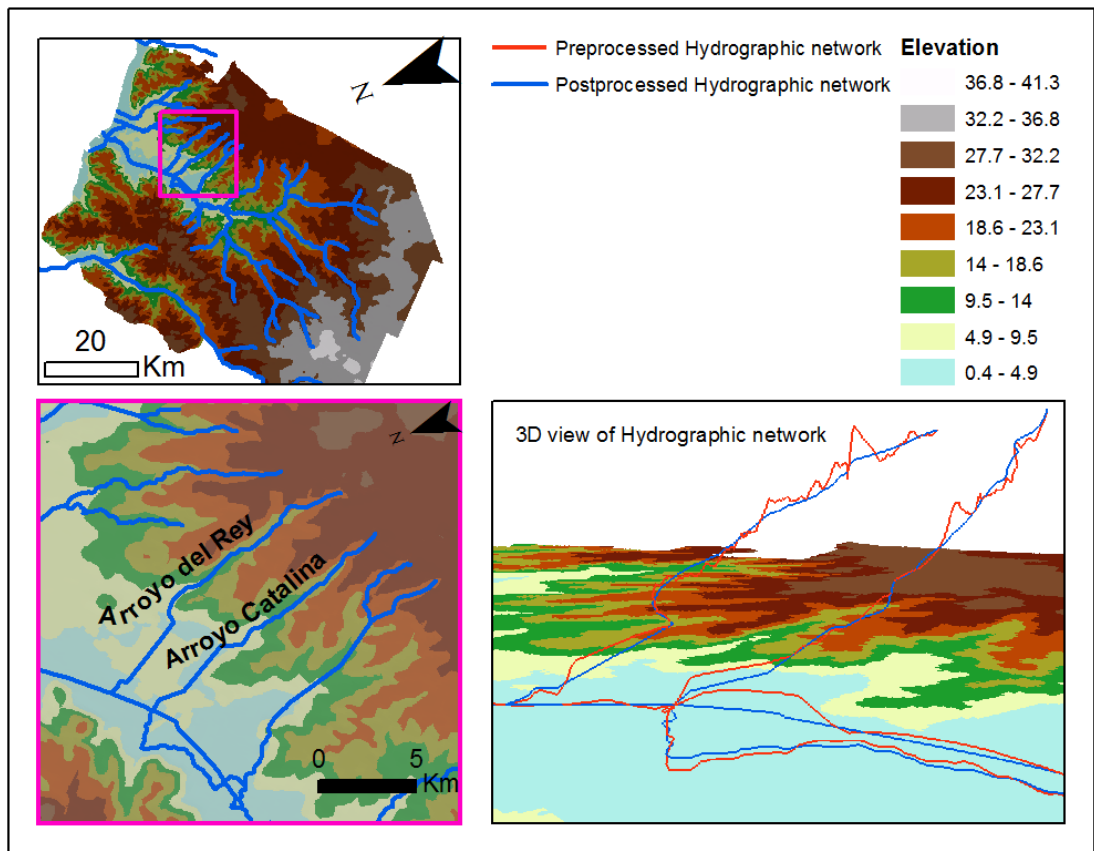 N
20
Km
Preprocessed Hydrographic network
Postprocessed Hydrographic network
Elevation
36.8 - 41.3
32.2 - 36.8
27.7 - 32.2
23.1 - 27.7
18.6 - 23.1
14 - 18.6
9.5 - 14
4.9 - 9.5
0.4 - 4.9
N
Arroyo del Rey
Arroyo Catalina
0 5
Km
3D view of Hydrographic network